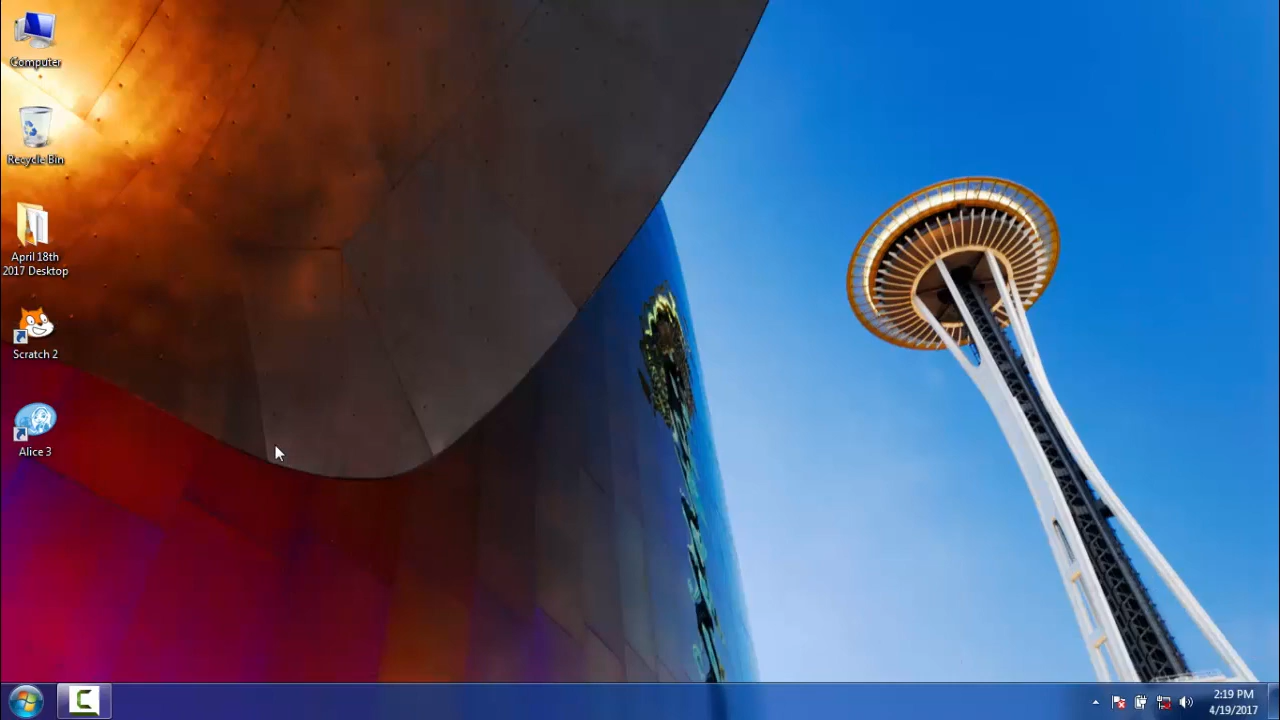 Computer
Recycle Bin
April 18th
2017 Desktop
Scratch 2
Alice 3
2:19 PM
4/19/2017